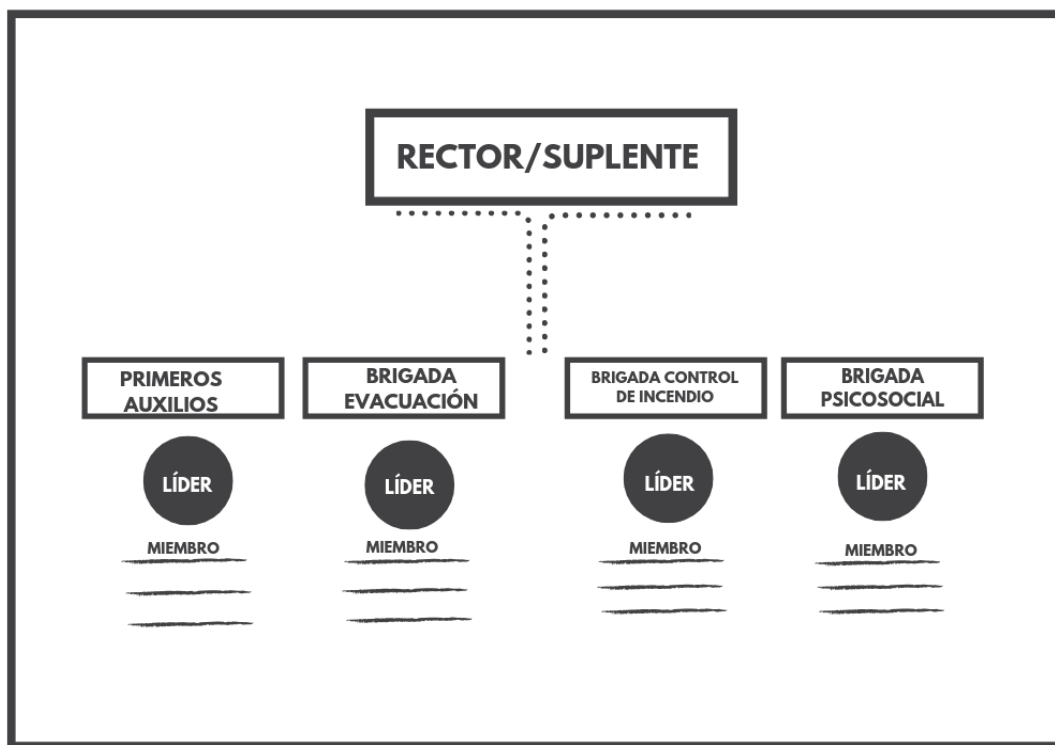 RECTOR/SUPLENTE
PRIMEROS
AUXILIOS
BRIGADA
EVACUACIÓN
BRIGADA CONTROL
DE INCENDIO
BRIGADA
PSICOSOCIAL
LÍDER
LÍDER
LÍDER
LÍDER
MIEMBRO
MIEMBRO
MIEMBRO
MIEMBRO